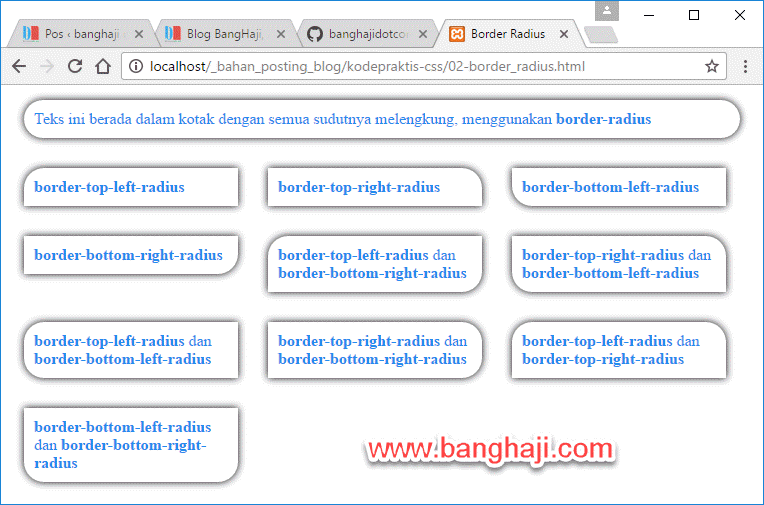 Pos ‹ banghaji
Blog BangHaji,
banghajidotcor
Border Radius
localhost/_bahan_posting_blog/kodepraktis-css/02-border_radius.html
Teks ini berada dalam kotak dengan semua sudutnya melengkung, menggunakan border-radius
border-top-left-radius
border-top-right-radius
border-bottom-left-radius
border-bottom-right-radius
border-top-left-radius dan
border-bottom-right-radius
border-top-right-radius dan
border-bottom-left-radius
border-top-left-radius dan
border-bottom-left-radius
border-top-right-radius dan
border-bottom-right-radius
border-top-left-radius dan
border-top-right-radius
border-bottom-left-radius
dan border-bottom-right-
radius
www.banghaji.com